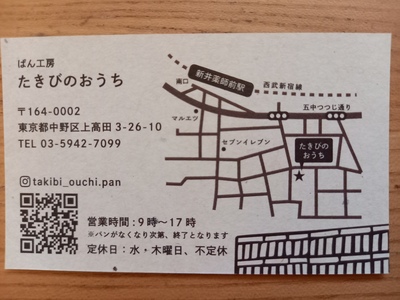 ぱん工房
たきびのおうち
〒164-0002
東京都中野区上高田 3-26-10
TEL 03-5942-7099
takibi_ouchi.pan
営業時間：9時〜17時
※パンがなくなり次第、終了となります
定休日：水・木曜日、不定休
南口
新井薬師前駅
西武新宿線
五中つつじ通り
マルエツ
セブンイレブン
たきびの
おうち